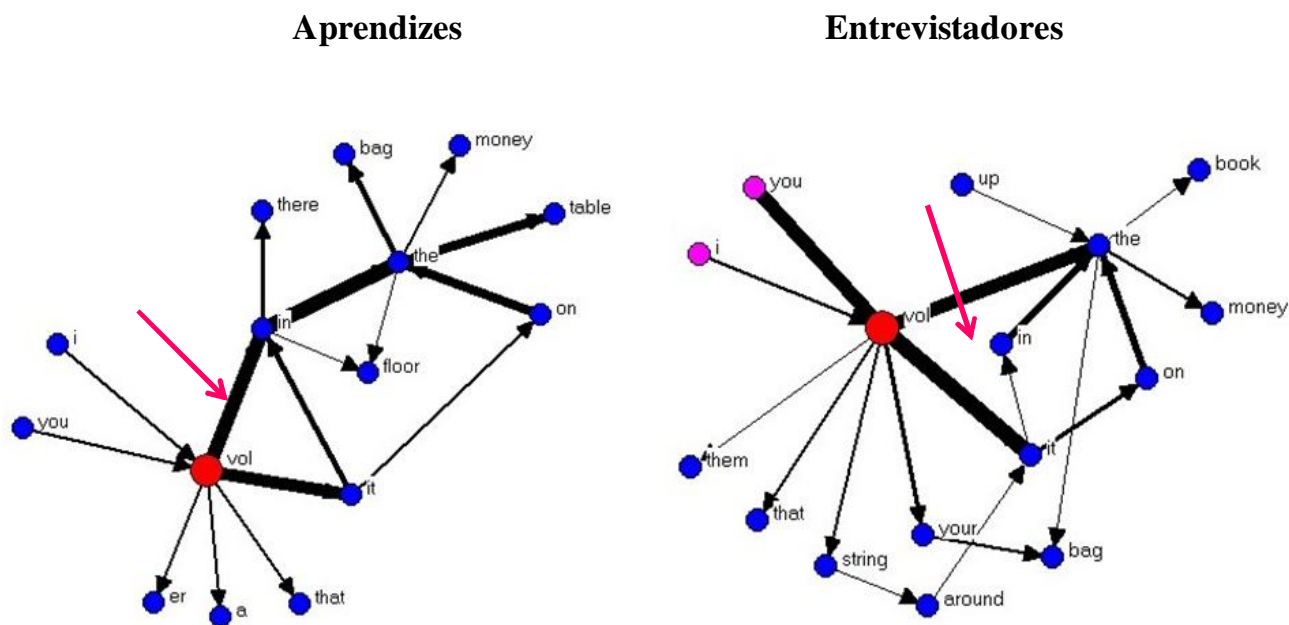 Aprendizes
Entrevistadores
bag
money
there
table
the
on
in
floor
i
you
vol
it
er
a
that
you
up
book
i
the
vol
money
in
on
it
them
that
your
bag
string
around